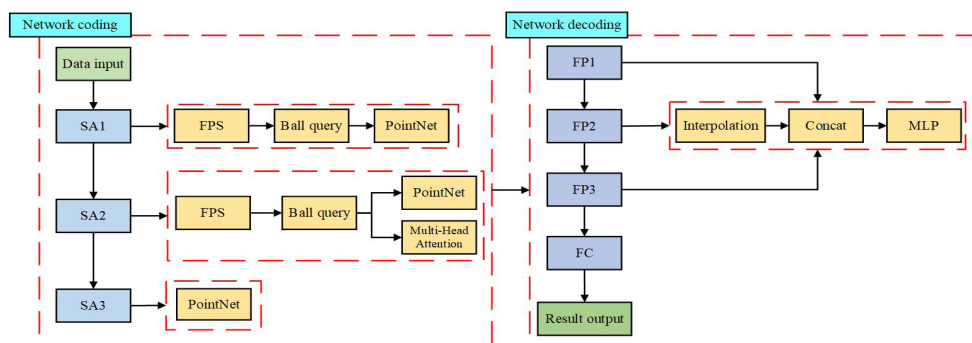 Network coding
Data input
SA1
FPS
Ball query
PointNet
SA2
FPS
Ball query
PointNet
Multi-Head
Attention
SA3
PointNet
Network decoding
FP1
FP2
Interpolation
Concat
MLP
FP3
FC
Result output